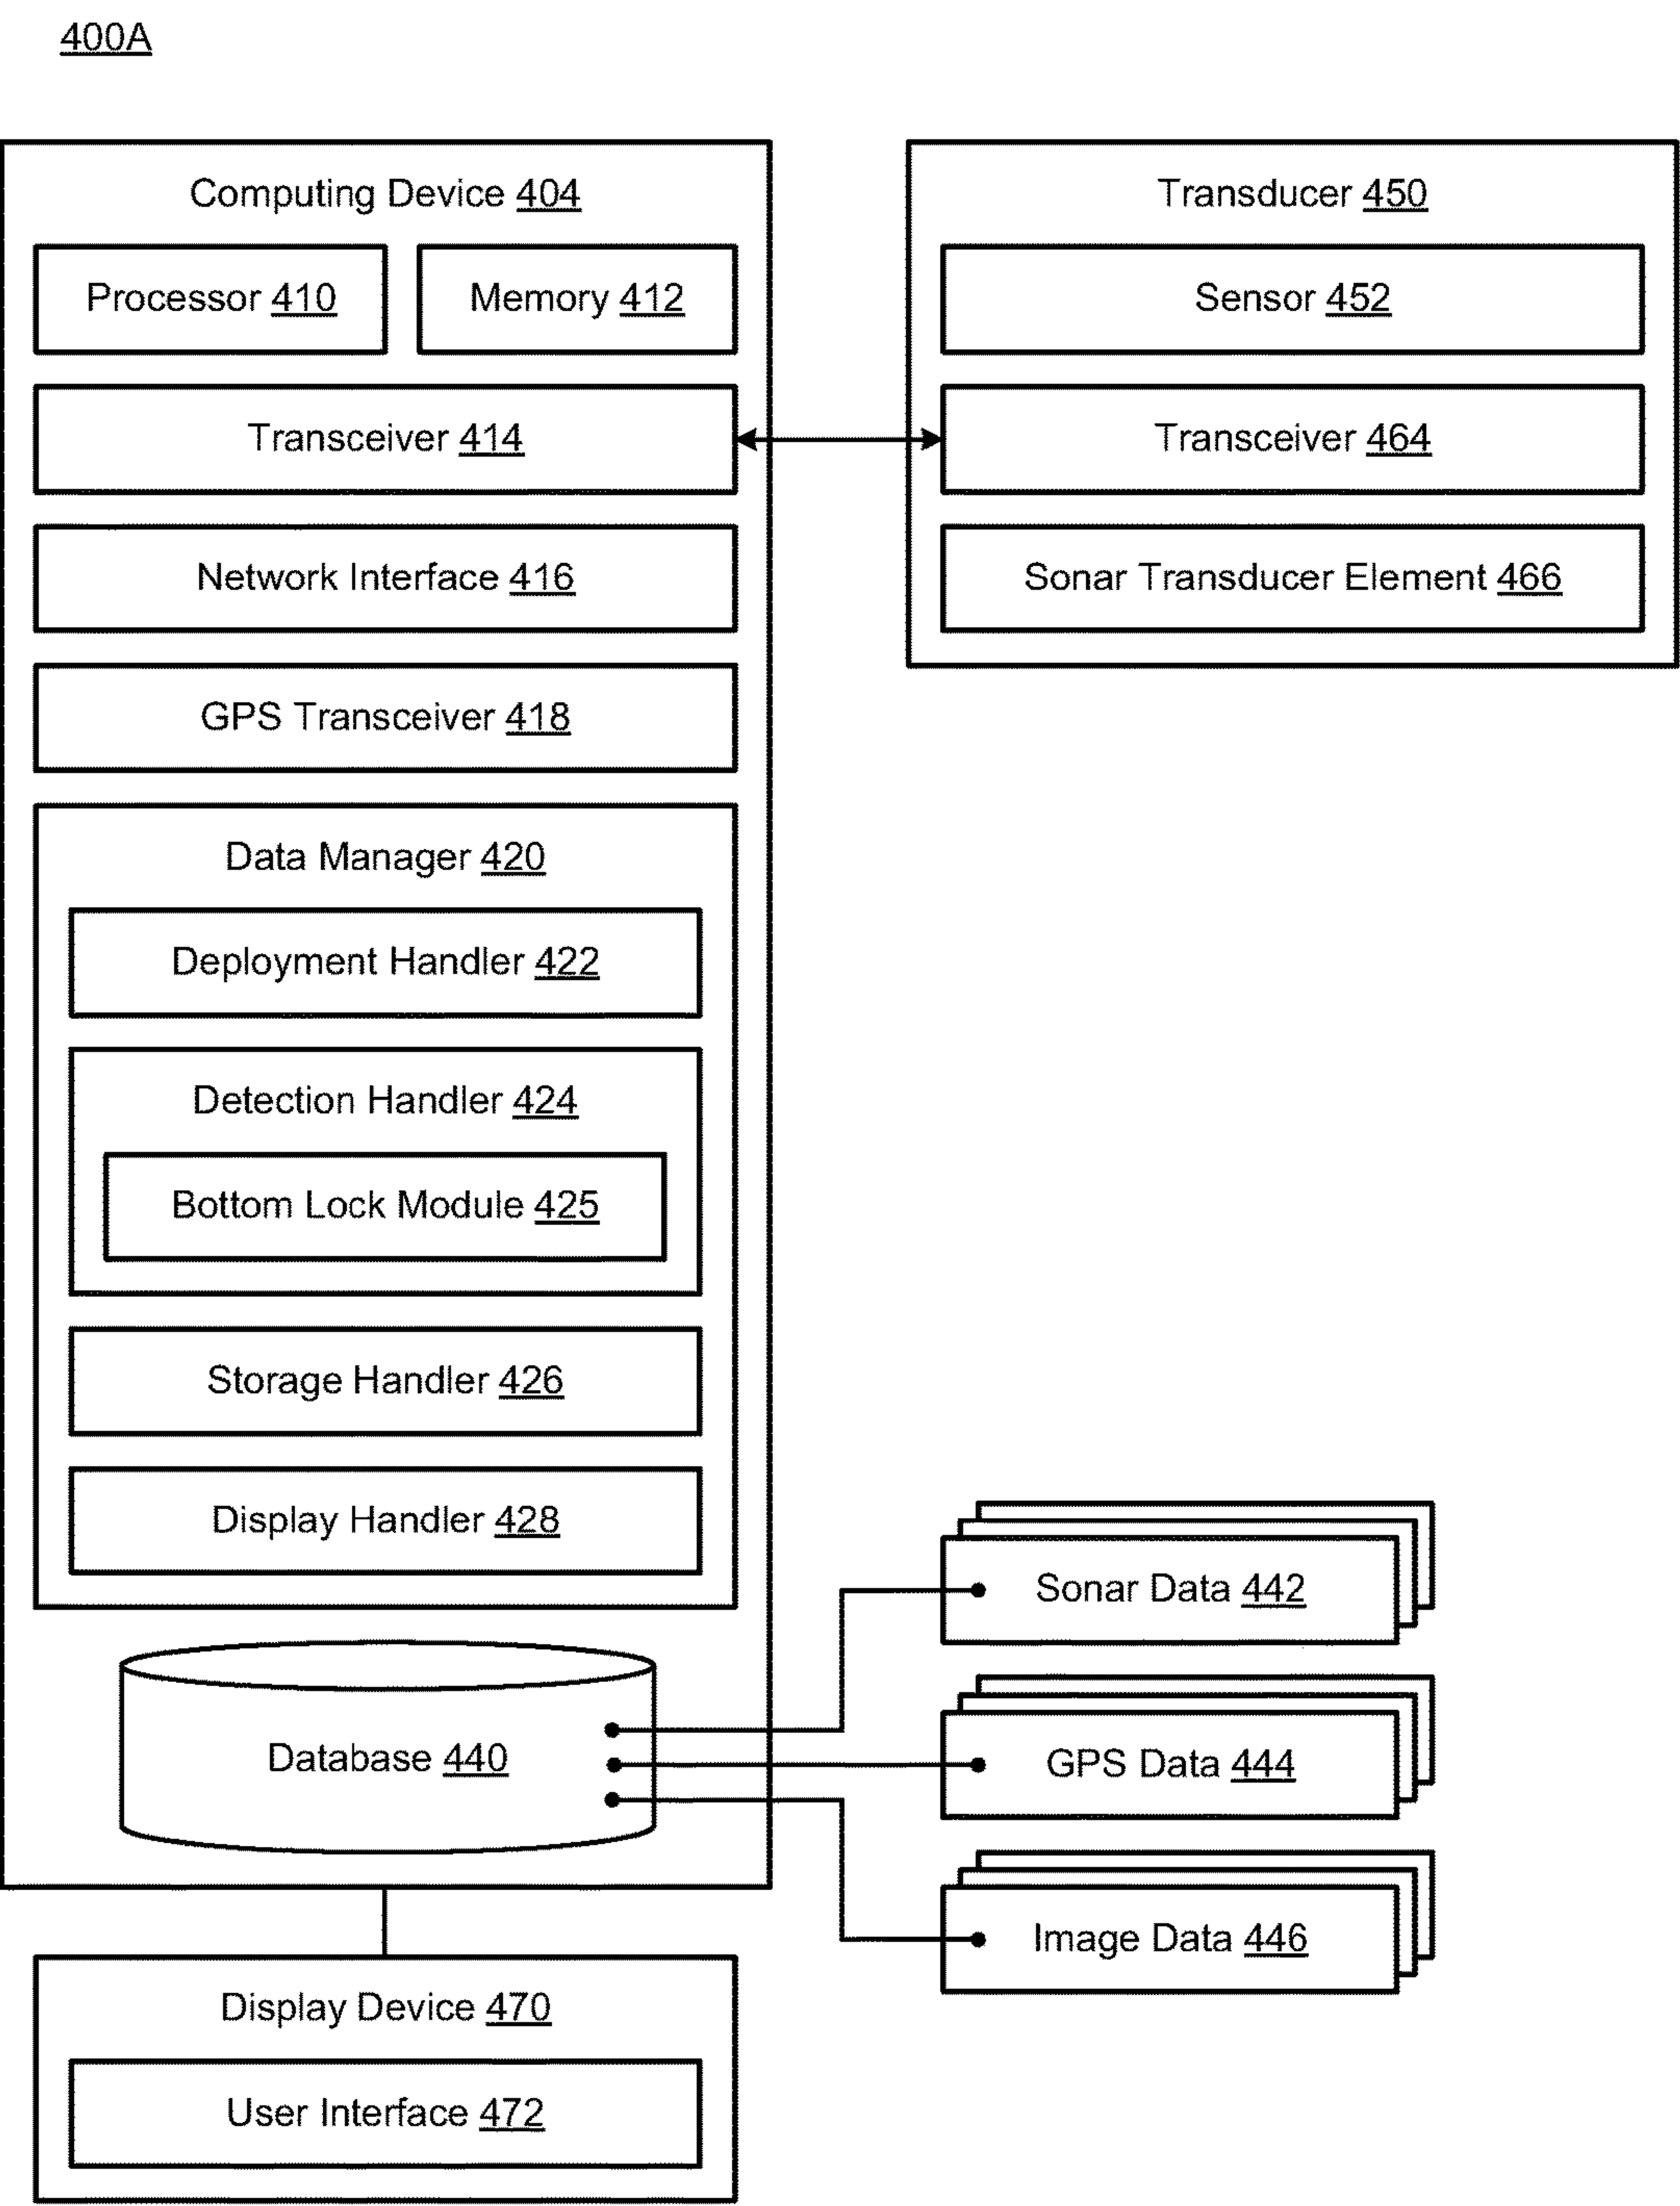 400A
Computing Device 404
Processor 410
Memory 412
Transceiver 414
Network Interface 416
GPS Transceiver 418
Data Manager 420
Deployment Handler 422
Detection Handler 424
Bottom Lock Module 425
Storage Handler 426
Display Handler 428
Database 440
Display Device 470
User Interface 472
Transducer 450
Sensor 452
Transceiver 464
Sonar Transducer Element 466
Sonar Data 442
GPS Data 444
Image Data 446